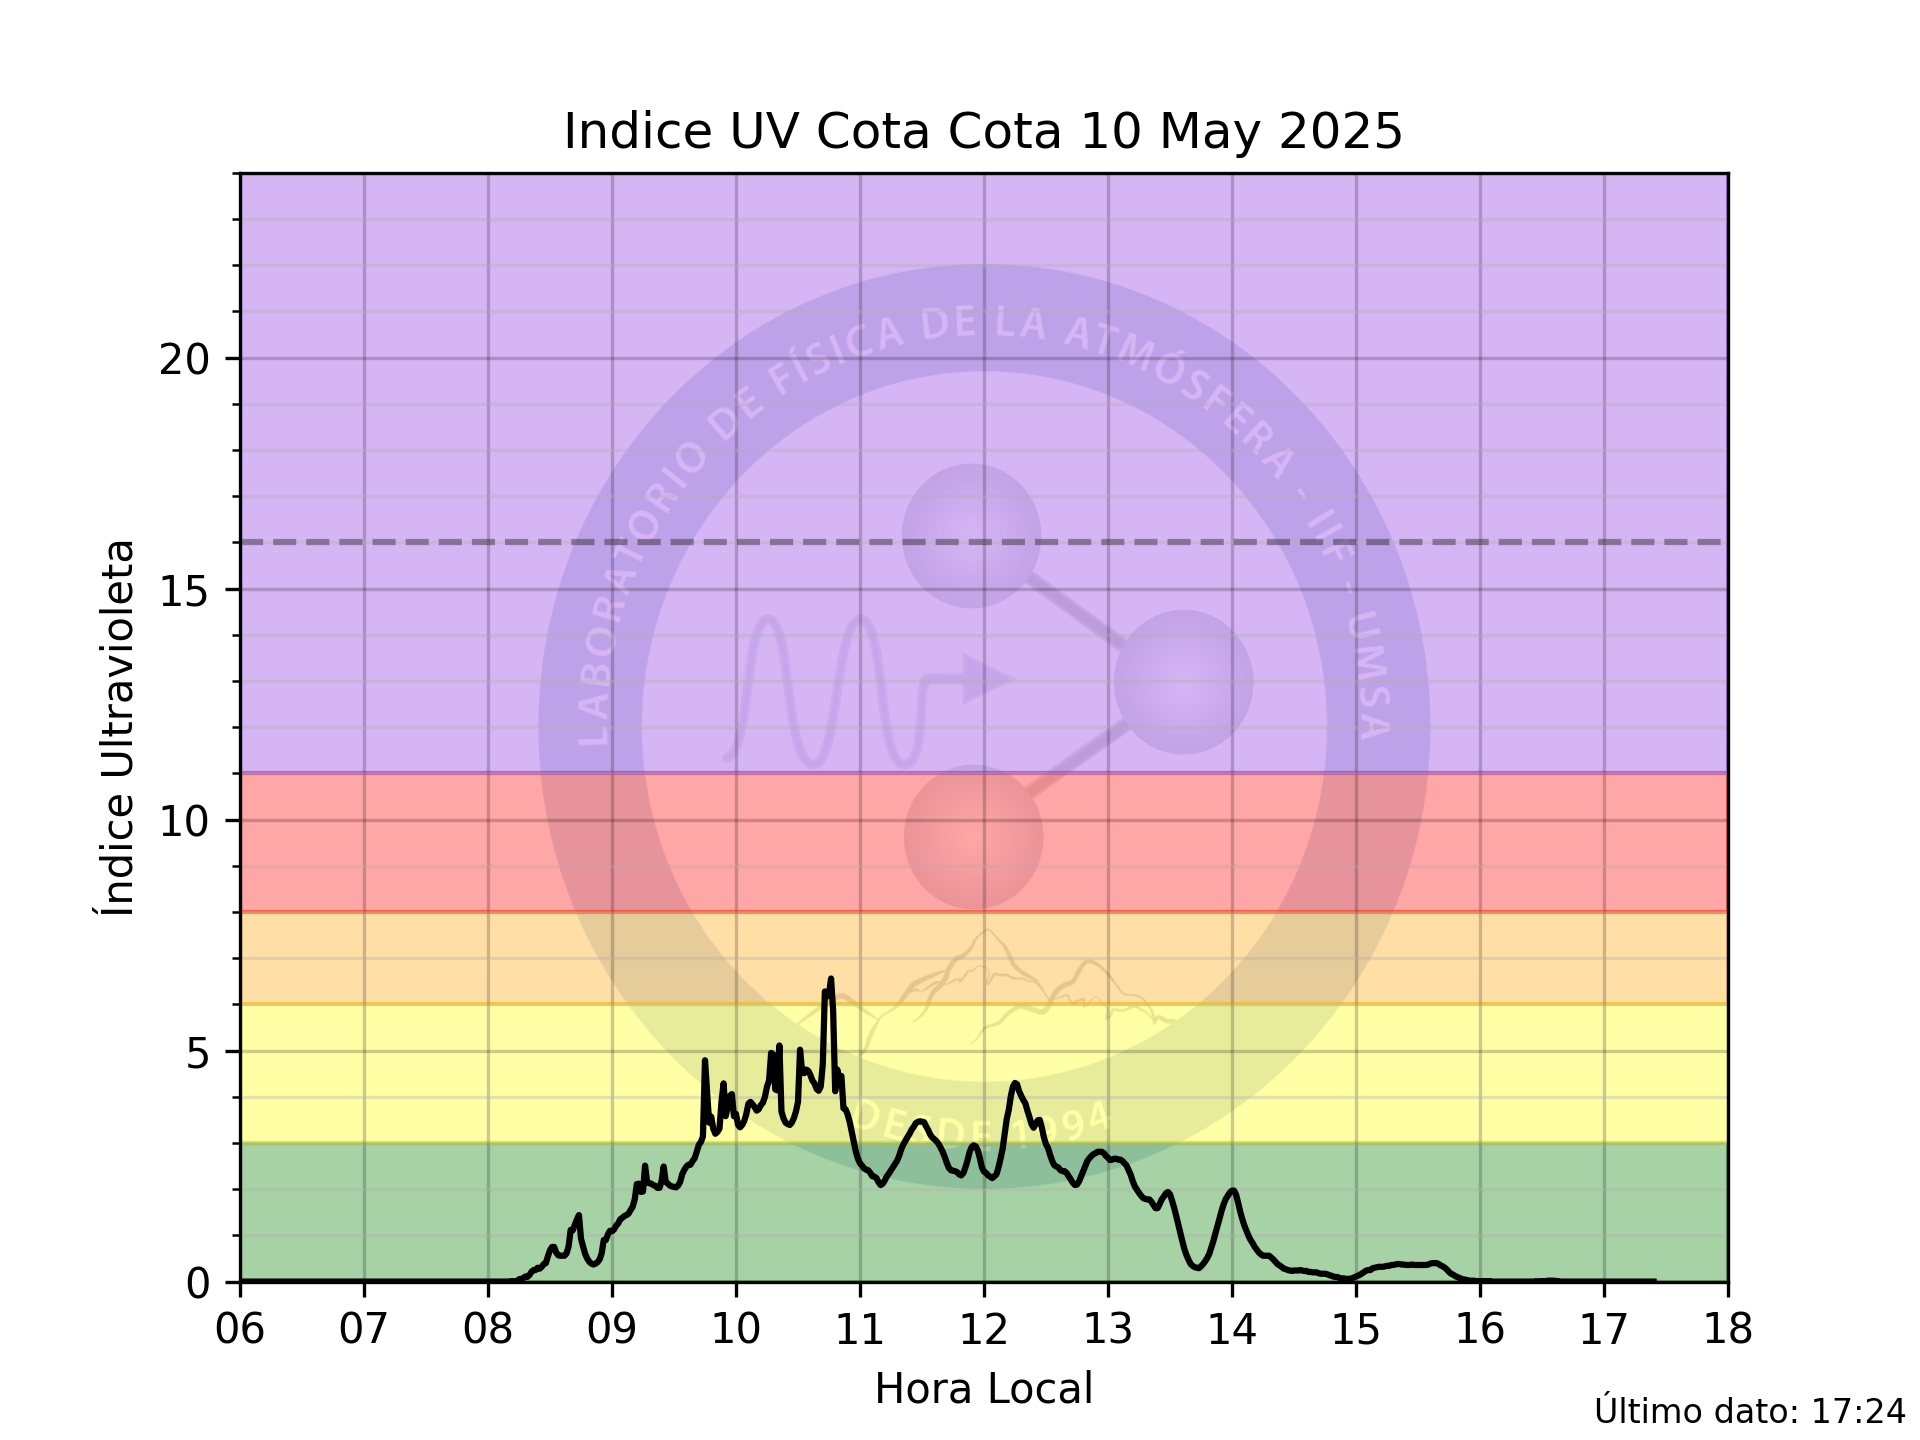 Indice UV Cota Cota 10 May 2025
LABORATORIO DE FÍSICA DE LA ATMÓSFERA - IIF - UMSA
DESDE 1994
Índice Ultravioleta
20
15
10
5
0
06 07 08 09 10 11 12 13 14 15 16 17 18
Hora Local
Último dato: 17:24